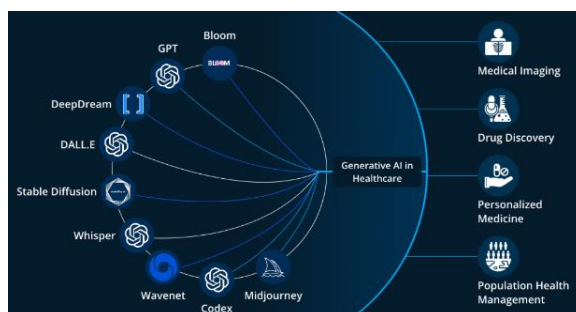 Bloom
GPT
BLOOM
DeepDream
DALL.E
Stable Diffusion
Whisper
Wavenet
Codex
Midjourney
Generative AI in
Healthcare
Medical Imaging
Drug Discovery
Personalized
Medicine
Population Health
Management